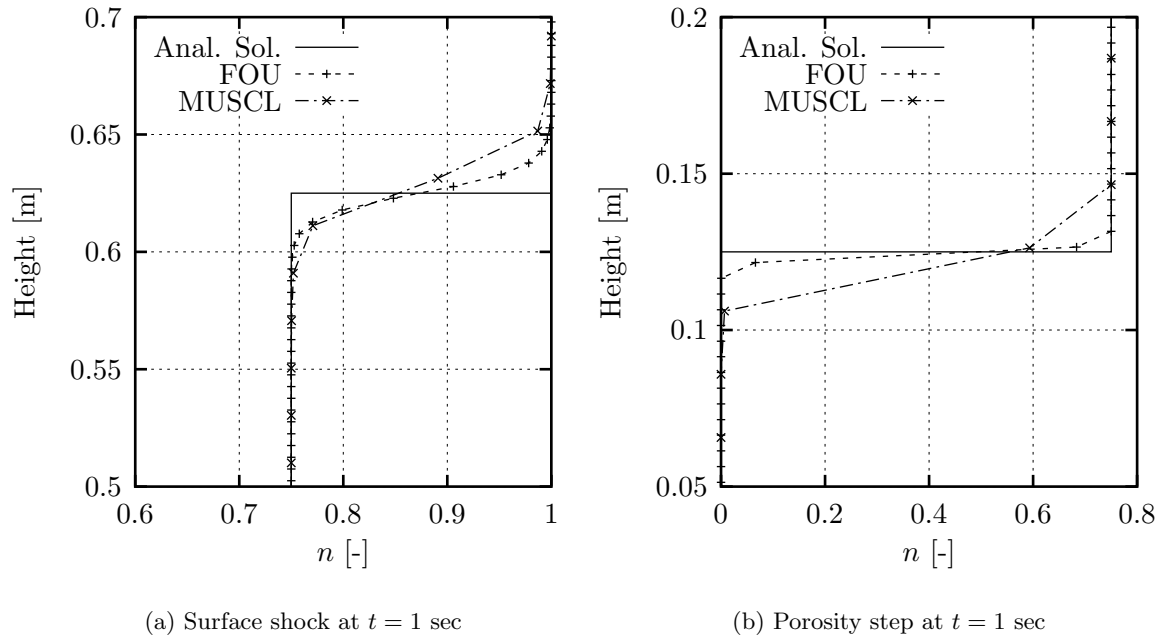 0.7
0.65
0.6
0.55
0.5
0.6
0.7
0.8
0.9
1
Height [m]
n [-]
Anal. Sol.
FOU
MUSCL
(a) Surface shock at t = 1 sec
0.2
0.15
0.1
0.05
0
0.2
0.4
0.6
0.8
Height [m]
n [-]
Anal. Sol.
FOU
MUSCL
(b) Porosity step at t = 1 sec